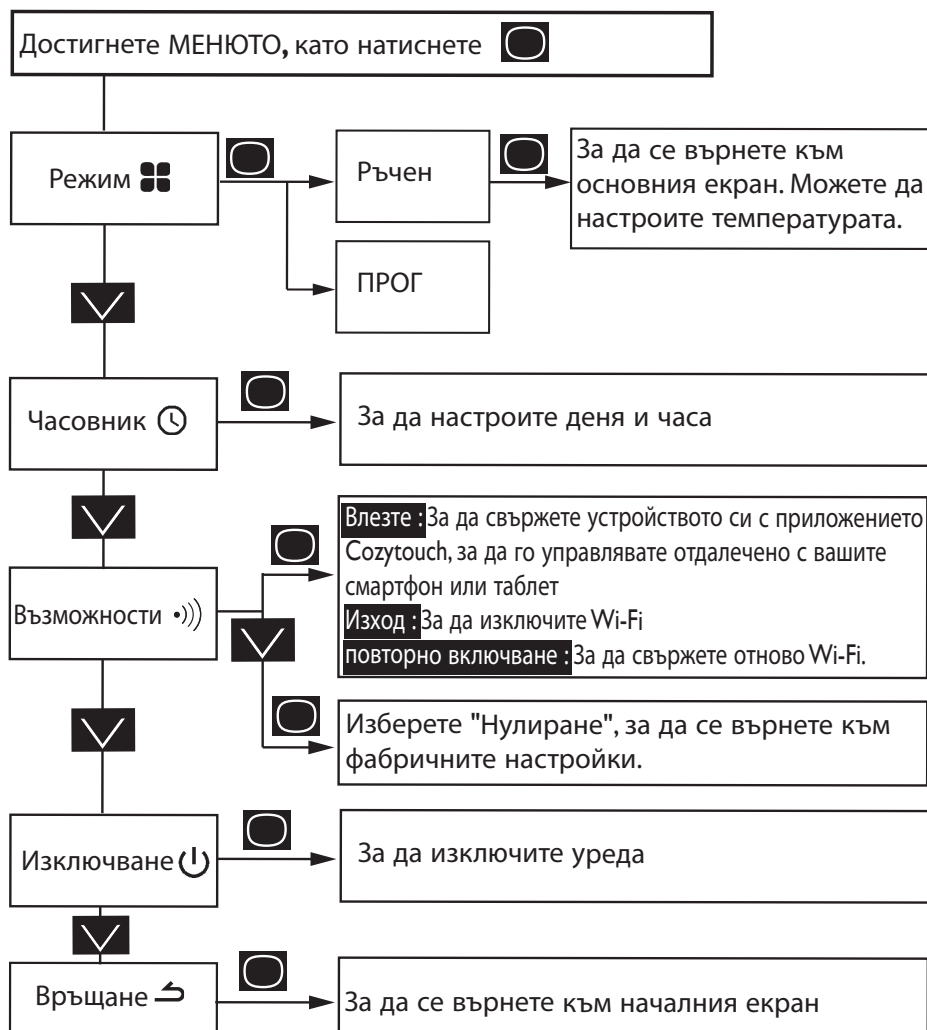 Достигнете МЕНЮТО, като натиснете
Режим
Ръчен
За да се върнете към
основния екран. Можете да
настроите температурата.
ПРОГ
Часовник
За да настроите деня и часа
Възможности
Влезте : За да свържете устройството си с приложението
Cozytouch, за да го управлявате отдалечено с вашите
смартфон или таблет
Изход : За да изключите Wi-Fi
повторно включване : За да свържете отново Wi-Fi.
Изберете "Нулиране", за да се върнете към
фабричните настройки.
Изключване
За да изключите уреда
Връщане
За да се върнете към началния екран